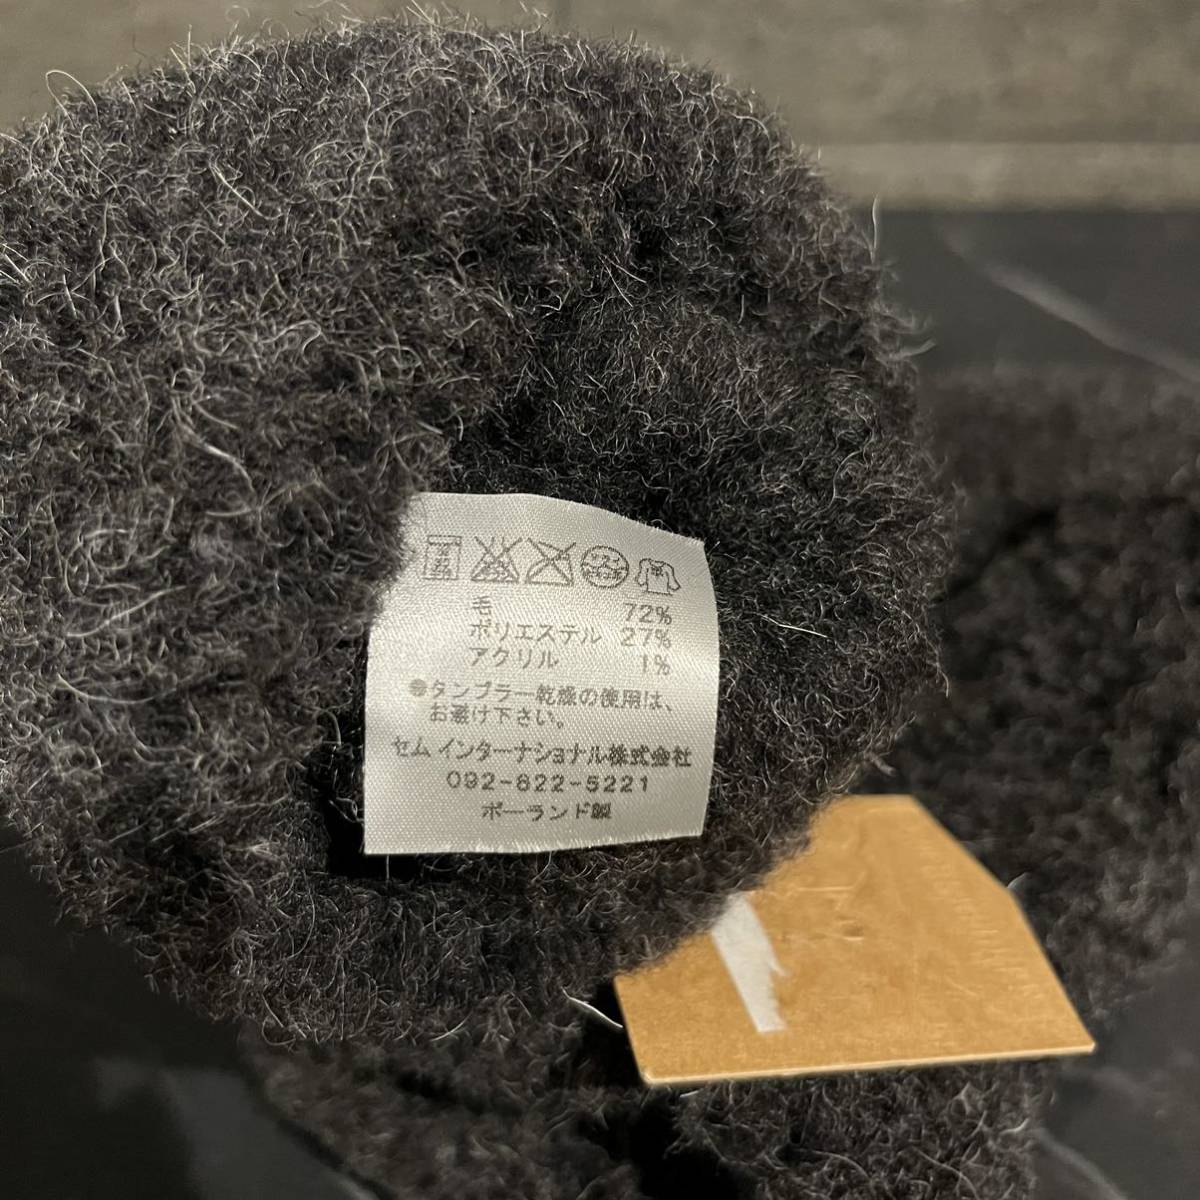 毛 72%
ポリエステル 27%
アクリル 1%
●タンブラー乾燥の使用は、
お避け下さい。
セム インターナショナル株式会社
092-822-5221
ポーランド製